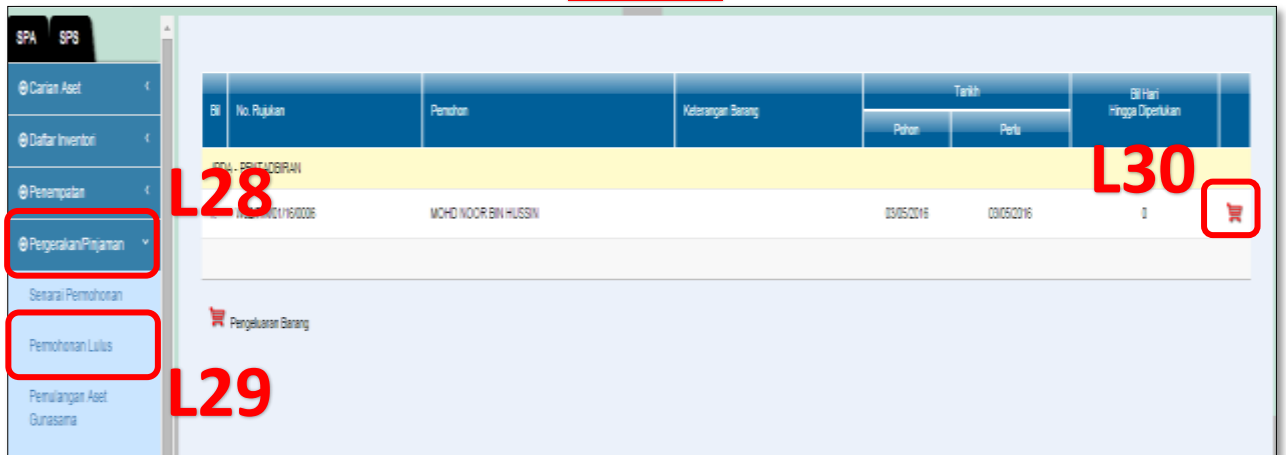 SPA SPS
Carian Aset
Daftar Inventori
Penempatan
Pergerakan/Pinjaman
Senarai Permohonan
Permohonan Lulus
Pemulangan Aset
Gunasama
L28
L29
Bil No. Rujukan Pemohon Keterangan Barang Tarikh Bil Hari
Hingga Diperlukan
Pohon Perlu
L30
MOHD NOOR BIN HUSSIN 03/05/2016 03/05/2016 0
Pengeluaran Barang